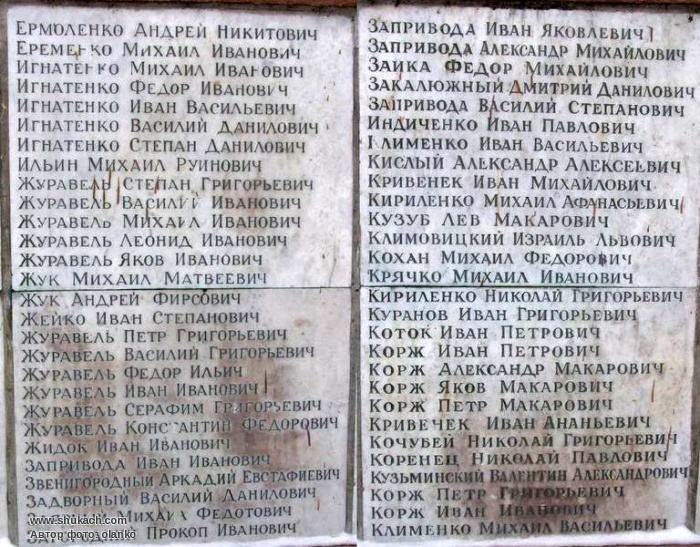 Ермоленко Андрей Никитович
Еременко Михаил Иванович
Игнатенко Михаил Иванович
Игнатенко Федор Иванович
Игнатенко Иван Васильевич
Игнатенко Василий Данилович
Игнатенко Степан Данилович
Ильин Михаил Руинович
Журавель Степан Григорьевич
Журавель Василий Иванович
Журавель Михаил Иванович
Журавель Леонид Иванович
Журавель Яков Иванович
Жук Михаил Матвеевич
Жук Андрей Фирсович
Жейко Иван Степанович
Журавель Петр Григорьевич
Журавель Василий Григорьевич
Журавель Федор Ильич
Журавель Иван Иванович
Журавель Серафим Григорьевич
Журавель Константин Федорович
Жидок Иван Иванович
Запривода Иван Иванович
Звенигородный Аркадий Евстафиевич
Задворный Василий Данилович
Михаил Федотович
Прокоп Иванович
www.shukach.com
Автор фото: olanko
Запривода Иван Яковлевич
Запривода Александр Михайлович
Заика Федор Михайлович
Закалюжный Дмитрий Данилович
Запривода Василий Степанович
Индиченко Иван Павлович
Клименко Иван Васильевич
Кислый Александр Алексеевич
Кривенек Иван Михайлович
Кириленко Михаил Афанасьевич
Кузуб Лев Макарович
Климовицкий Израиль Львович
Кохан Михаил Федорович
Крячко Михаил Иванович
Кириленко Николай Григорьевич
Куранов Иван Григорьевич
Коток Иван Петрович
Корж Иван Петрович
Корж Александр Макарович
Корж Яков Макарович
Корж Петр Макарович
Кривечек Иван Ананьевич
Кочубей Николай Григорьевич
Коренец Николай Павлович
Кузьминский Валентин Александрович
Корж Петр Григорьевич
Корж Иван Иванович
Клименко Михаил Васильевич